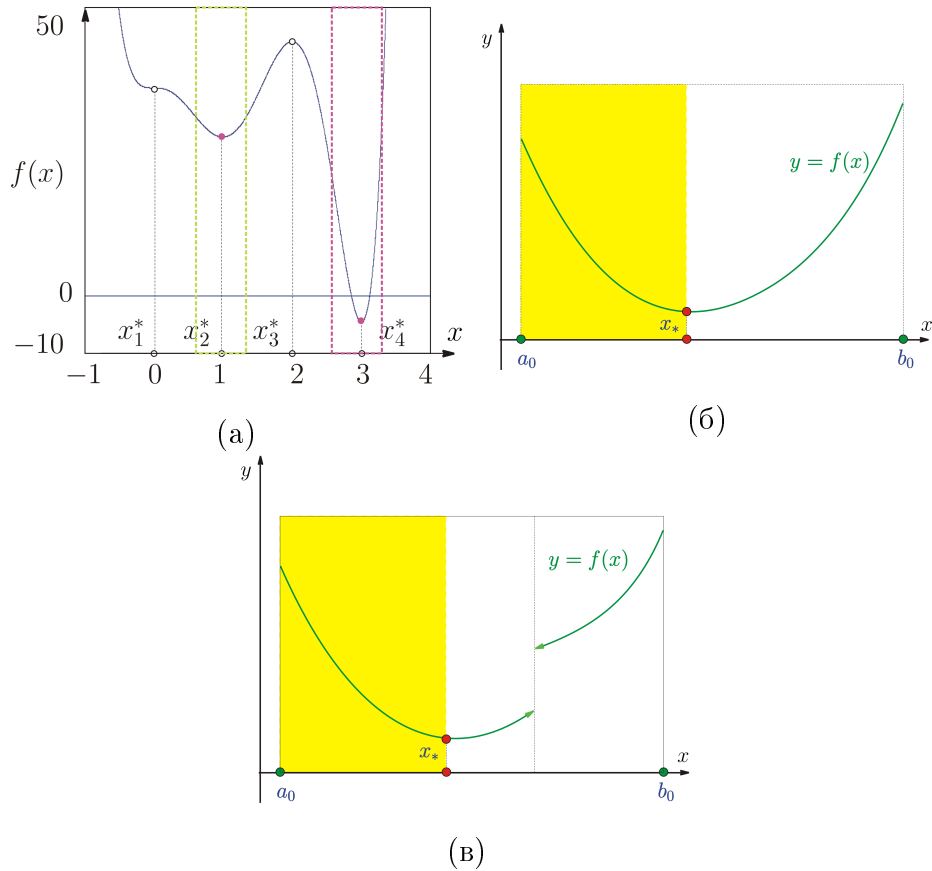 50
f(x)
0
x₁* x₂* x₃* x₄* x
−10
−1 0 1 2 3 4
(а)
y
y = f(x)
x∗
x
a₀ b₀
(б)
y
y = f(x)
x∗
x
a₀ b₀
(в)